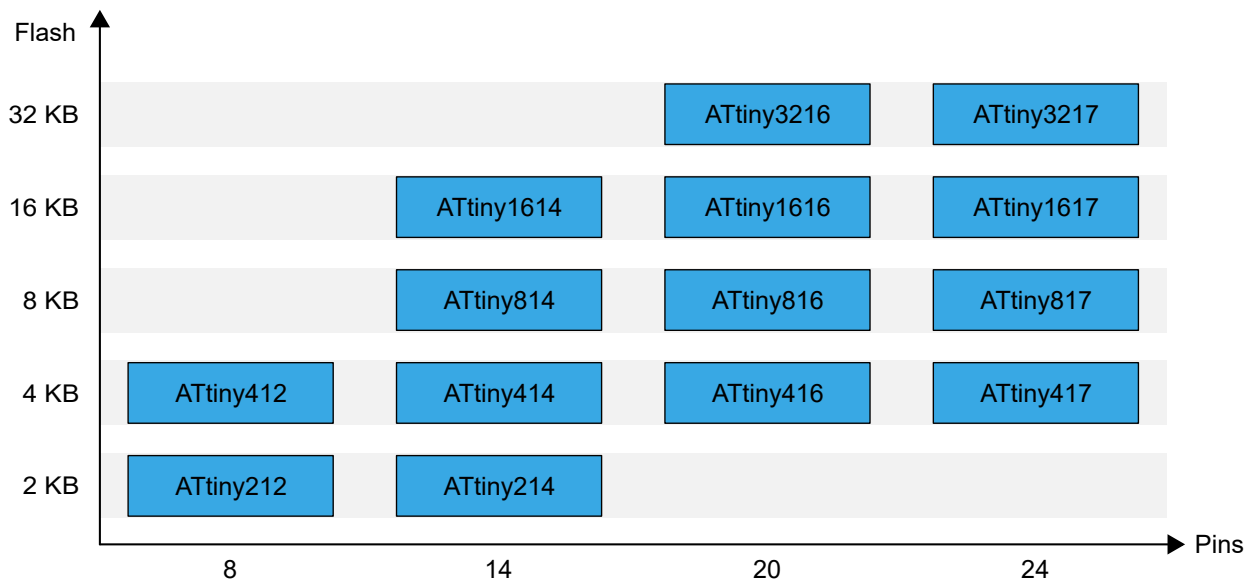 Flash
32 KB ATtiny3216 ATtiny3217
16 KB ATtiny1614 ATtiny1616 ATtiny1617
8 KB ATtiny814 ATtiny816 ATtiny817
4 KB ATtiny412 ATtiny414 ATtiny416 ATtiny417
2 KB ATtiny212 ATtiny214
Pins
8 14 20 24